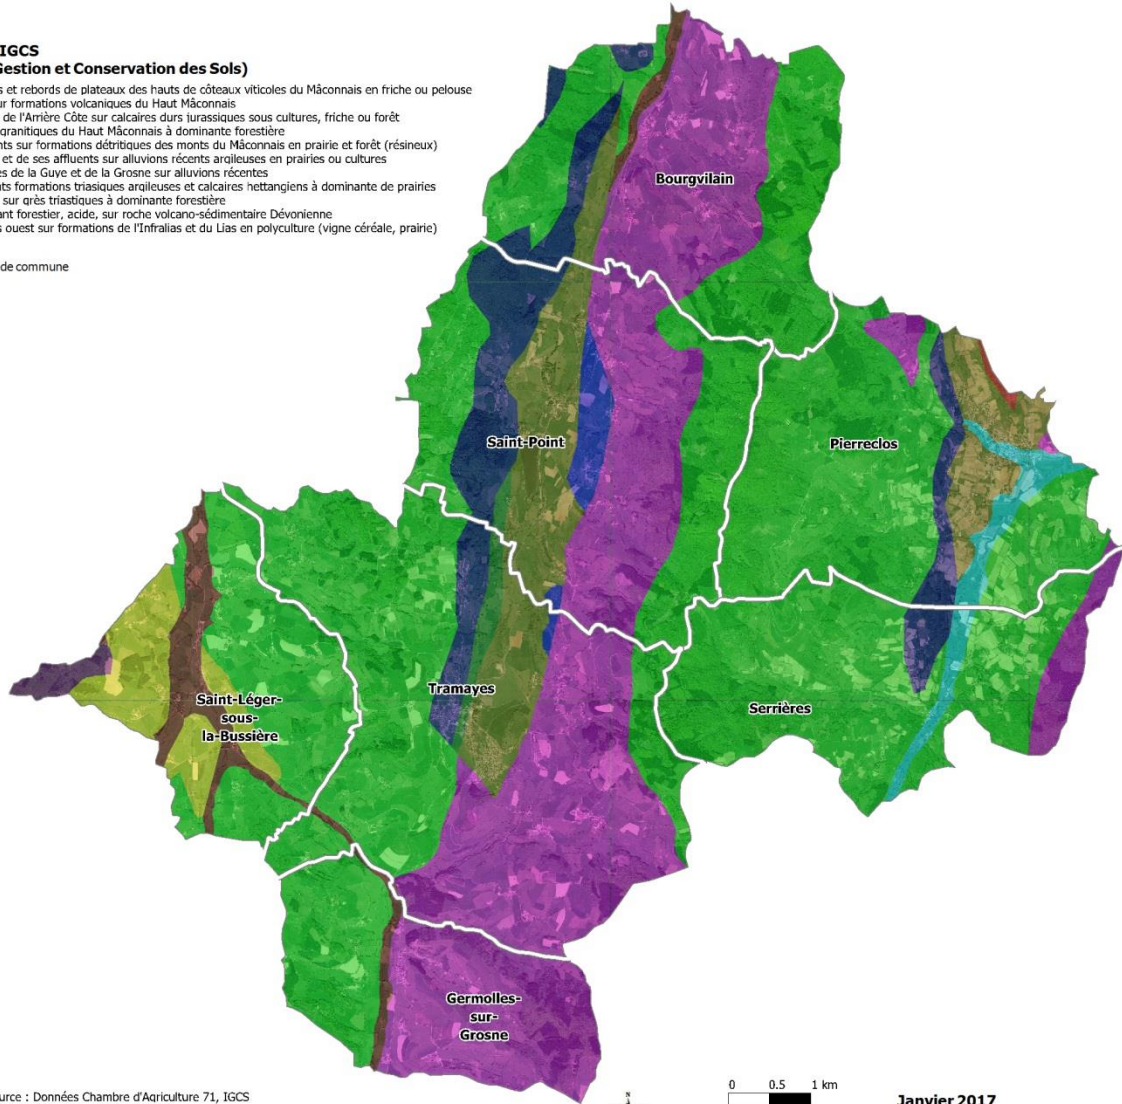 IGCS
Gestion et Conservation des Sols)
s et rebords de plateaux des hauts de côteaux viticoles du Mâconnais en friche ou pelouse
ur formations volcaniques du Haut Mâconnais
de l'Arrière Côte sur calcaires durs jurassiques sous cultures, friche ou forêt
granitiques du Haut Mâconnais à dominante forestière
nts sur formations détritiques des monts du Mâconnais en prairie et forêt (résineux)
et de ses affluents sur alluvions récents argileuses en prairies ou cultures
es de la Guye et de la Grosne sur alluvions récentes
nts formations triasiques argileuses et calcaires hettangiens à dominante de prairies
sur grès triastiques à dominante forestière
ant forestier, acide, sur roche volcano-sédimentaire Dévonienne
s ouest sur formations de l'Infralias et du Lias en polyculture (vigne céréale, prairie)
de commune
Bourgvilain
Saint-Point
Pierreclos
Tramayes
Saint-Léger-
sous-
la-Bussière
Serrières
Germolles-
sur-
Grosne
urce : Données Chambre d'Agriculture 71, IGCS
N
0 0.5 1 km
Janvier 2017